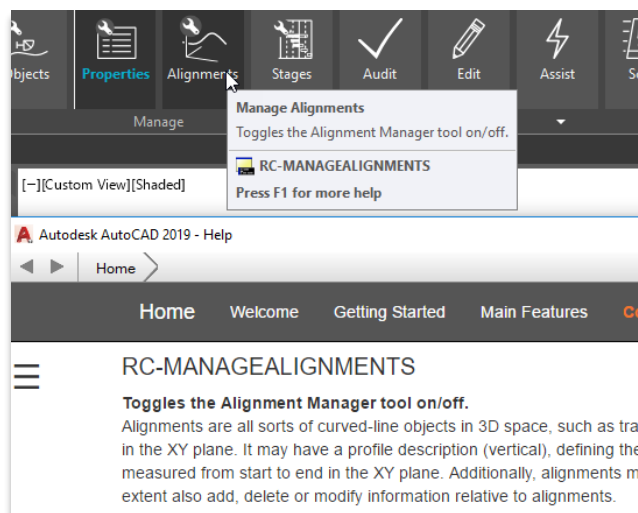 Properties Alignments Stages Audit Edit Assist
Manage
Manage Alignments
Toggles the Alignment Manager tool on/off.
RC-MANAGEALIGNMENTS
Press F1 for more help
[−][Custom View][Shaded]
Autodesk AutoCAD 2019 - Help
Home
Home Welcome Getting Started Main Features
RC-MANAGEALIGNMENTS
Toggles the Alignment Manager tool on/off.
Alignments are all sorts of curved-line objects in 3D space, such as
in the XY plane. It may have a profile description (vertical), defining the
measured from start to end in the XY plane. Additionally, alignments
extent also add, delete or modify information relative to alignments.